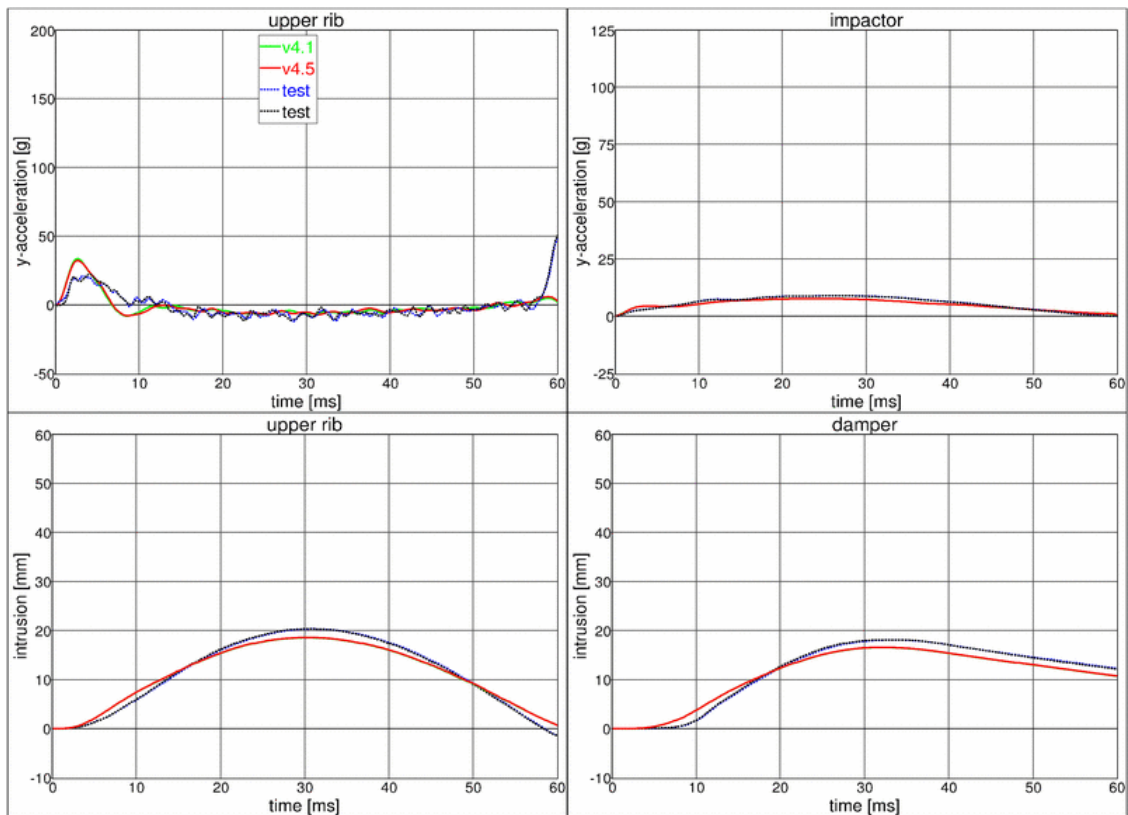 upper rib
200
150
100
50
0
-50
y-acceleration [g]
v4.1
v4.5
test
test
0 10 20 30 40 50 60
time [ms]
impactor
125
100
75
50
25
0
-25
y-acceleration [g]
0 10 20 30 40 50 60
time [ms]
upper rib
60
50
40
30
20
10
0
-10
intrusion [mm]
0 10 20 30 40 50 60
time [ms]
damper
60
50
40
30
20
10
0
-10
intrusion [mm]
0 10 20 30 40 50 60
time [ms]